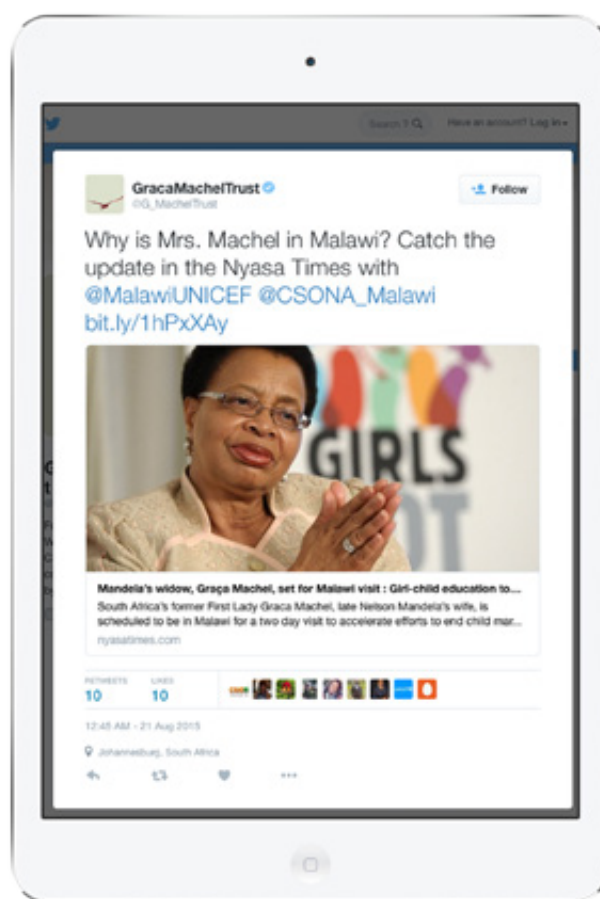 Have an account? Log in
GracaMachelTrust
@G_MachelTrust
Follow
Why is Mrs. Machel in Malawi? Catch the
update in the Nyasa Times with
@MalawiUNICEF @CSONA_Malawi
bit.ly/1hPxXAy
GIRLS
Mandela's widow, Graça Machel, set for Malawi visit : Girl-child education to...
South Africa's former First Lady Graca Machel, late Nelson Mandela's wife, is
scheduled to be in Malawi for a two day visit to accelerate efforts to end child mar...
nyasatimes.com
RETWEETS LIKES
10 10
12:45 AM - 21 Aug 2015
Johannesburg, South Africa